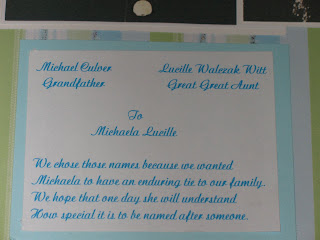 Michael Culver Lucille Walczak Witt
Grandfather Great Great Aunt
To
Michaela Lucille
We chose those names because we wanted
Michaela to have an enduring tie to our family.
We hope that one day she will understand
How special it is to be named after someone.